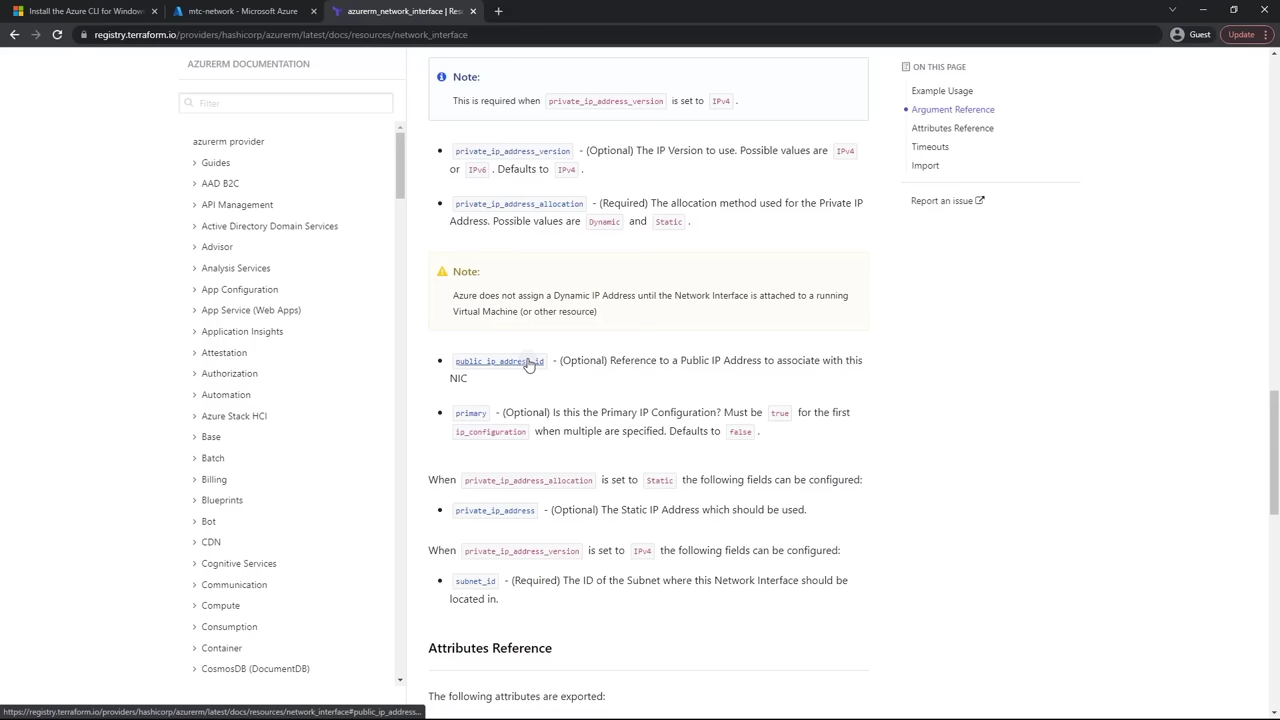 Install the Azure CLI for Window
mtc-network - Microsoft Azure
azurerm_network_interface | Res
registry.terraform.io/providers/hashicorp/azurerm/latest/docs/resources/network_interface
Guest
Update
AZURERM DOCUMENTATION
Filter
azurerm provider
Guides
AAD B2C
API Management
Active Directory Domain Services
Advisor
Analysis Services
App Configuration
App Service (Web Apps)
Application Insights
Attestation
Authorization
Automation
Azure Stack HCI
Base
Batch
Billing
Blueprints
Bot
CDN
Cognitive Services
Communication
Compute
Consumption
Container
CosmosDB (DocumentDB)
Note:
This is required when private_ip_address_version is set to IPv4 .
private_ip_address_version - (Optional) The IP Version to use. Possible values are IPv4
or IPv6 . Defaults to IPv4 .
private_ip_address_allocation - (Required) The allocation method used for the Private IP
Address. Possible values are Dynamic and Static .
Note:
Azure does not assign a Dynamic IP Address until the Network Interface is attached to a running
Virtual Machine (or other resource)
public_ip_address_id - (Optional) Reference to a Public IP Address to associate with this
NIC
primary - (Optional) Is this the Primary IP Configuration? Must be true for the first
ip_configuration when multiple are specified. Defaults to false .
When private_ip_address_allocation is set to Static the following fields can be configured:
private_ip_address - (Optional) The Static IP Address which should be used.
When private_ip_address_version is set to IPv4 the following fields can be configured:
subnet_id - (Required) The ID of the Subnet where this Network Interface should be
located in.
Attributes Reference
The following attributes are exported:
ON THIS PAGE
Example Usage
Argument Reference
Attributes Reference
Timeouts
Import
Report an issue
https://registry.terraform.io/providers/hashicorp/azurerm/latest/docs/resources/network_interface#public_ip_address...